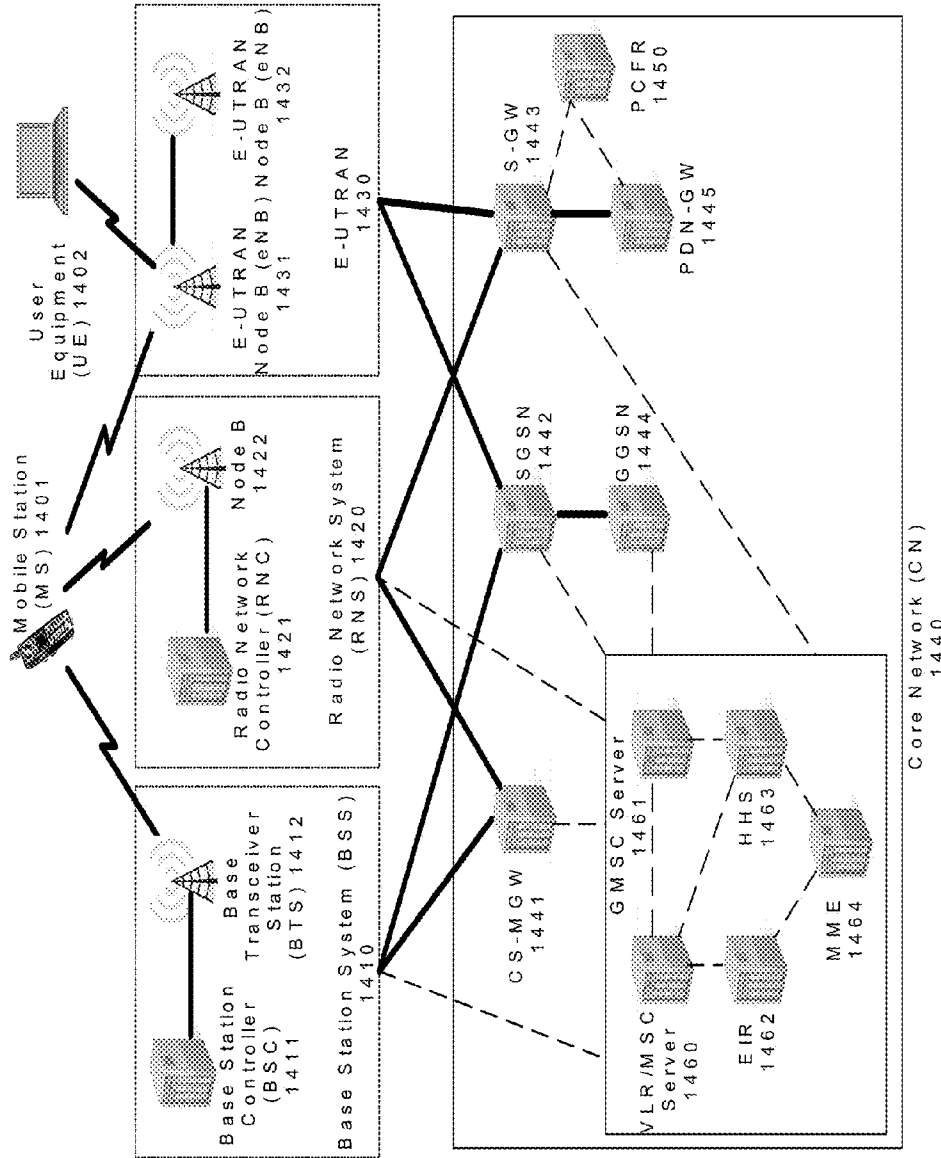 Mobile Station
(MS) 1401
User
Equipment
(UE) 1402
Base Station
Controller
(BSC)
1411
Base
Transceiver
Station
(BTS) 1412
Base Station System (BSS)
1410
Radio Network
Controller (RNC)
1421
Node B
1422
Radio Network System
(RNS) 1420
E-UTRAN
Node B (eNB)
1431
E-UTRAN
Node B (eNB)
1432
E-UTRAN
1430
CS-MGW
1441
SGSN
1442
S-GW
1443
GGSN
1444
PDN-GW
1445
PCFR
1450
VLR/MSC
Server
1460
GMSC Server
1461
EIR
1462
HHS
1463
MME
1464
Core Network (CN)
1440